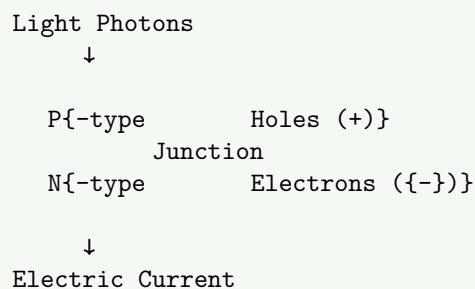 Light Photons
↓
P{-type Holes (+)}
Junction
N{-type Electrons ({-})}
↓
Electric Current